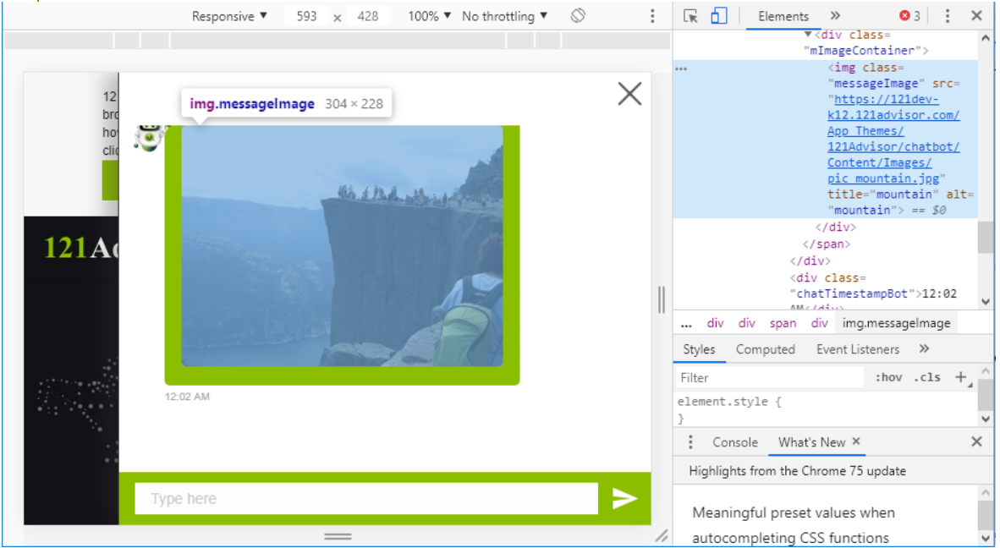 Responsive ▼ 593 x 428 100% ▼ No throttling ▼
12
bro
how
clic
img.messageImage 304 × 228
121Ad
12:02 AM
Type here
Elements » 3
▼<div class=
"mImageContainer">
... <img class=
"messageImage" src=
"https://121dev-
k12.121advisor.com/
App_Themes/
121Advisor/chatbot/
Content/Images/
pic_mountain.jpg"
title="mountain" alt=
"mountain"> == $0
</div>
</span>
</div>
<div class=
"chatTimestampBot">12:02
AM</div>
... div div span div img.messageImage
Styles Computed Event Listeners »
Filter :hov .cls +
element.style {
}
Console What's New ×
Highlights from the Chrome 75 update
Meaningful preset values when
autocompleting CSS functions